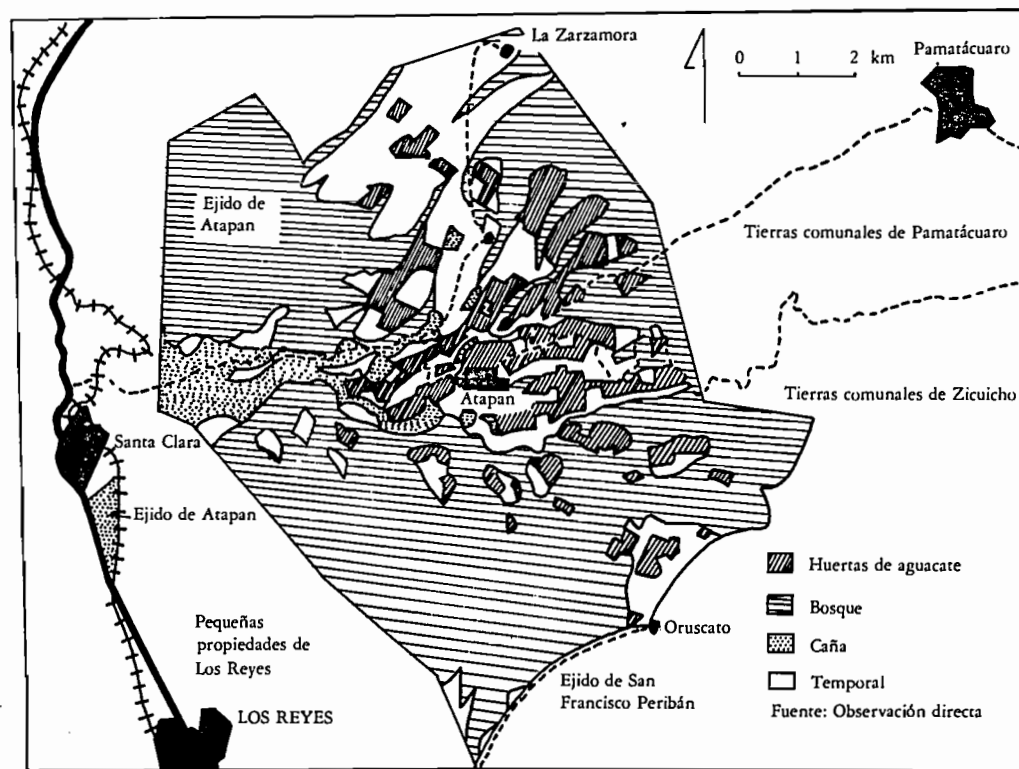 La Zarzamora
0 1 2 km
Pamatácuaro
Ejido de
Atapan
Tierras comunales de Pamatácuaro
Atapan
Tierras comunales de Zicuicho
Santa Clara
Ejido de Atapan
Huertas de aguacate
Bosque
Caña
Temporal
Fuente: Observación directa
Oruscato
Pequeñas
propiedades de
Los Reyes
Ejido de San
Francisco Peribán
LOS REYES